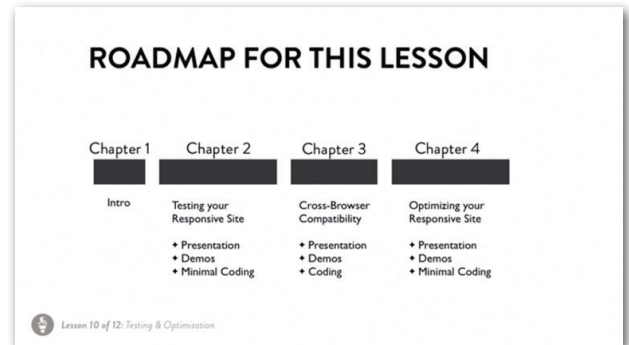 ROADMAP FOR THIS LESSON
Chapter 1
Chapter 2
Chapter 3
Chapter 4
Intro
Testing your
Responsive Site
✦ Presentation
✦ Demos
✦ Minimal Coding
Cross-Browser
Compatibility
✦ Presentation
✦ Demos
✦ Coding
Optimizing your
Responsive Site
✦ Presentation
✦ Demos
✦ Minimal Coding
Lesson 10 of 12: Testing & Optimization